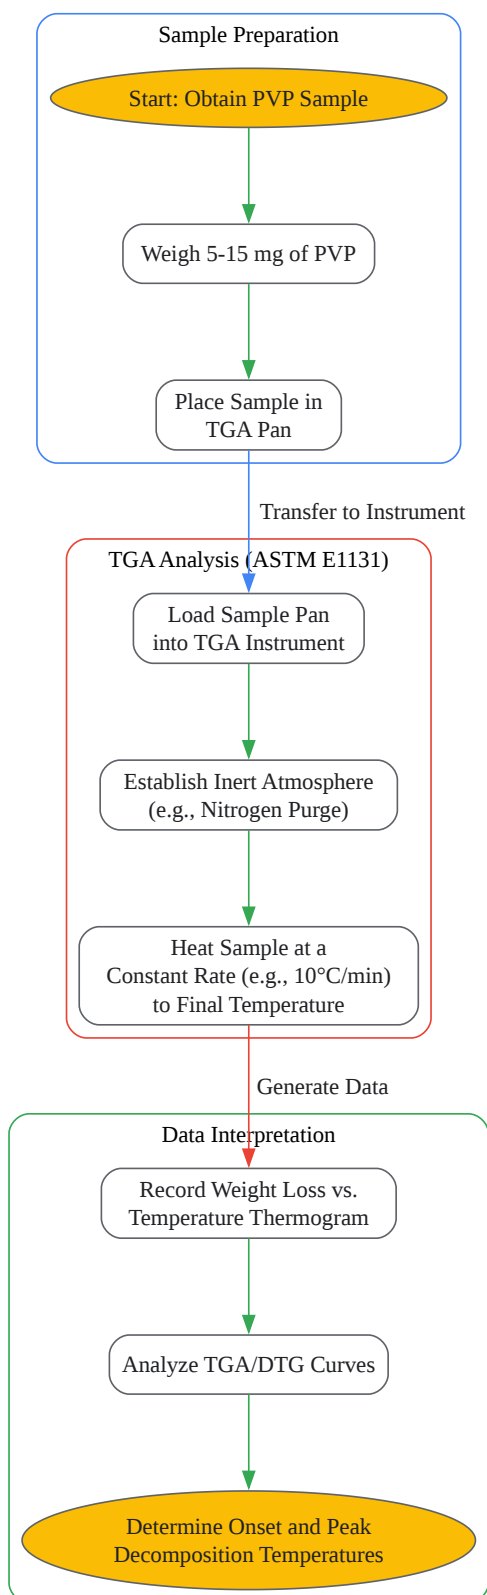 Sample Preparation
Start: Obtain PVP Sample
Weigh 5-15 mg of PVP
Place Sample in
TGA Pan
Transfer to Instrument
TGA Analysis (ASTM E1131)
Load Sample Pan
into TGA Instrument
Establish Inert Atmosphere
(e.g., Nitrogen Purge)
Heat Sample at a
Constant Rate (e.g., 10°C/min)
to Final Temperature
Generate Data
Data Interpretation
Record Weight Loss vs.
Temperature Thermogram
Analyze TGA/DTG Curves
Determine Onset and Peak
Decomposition Temperatures